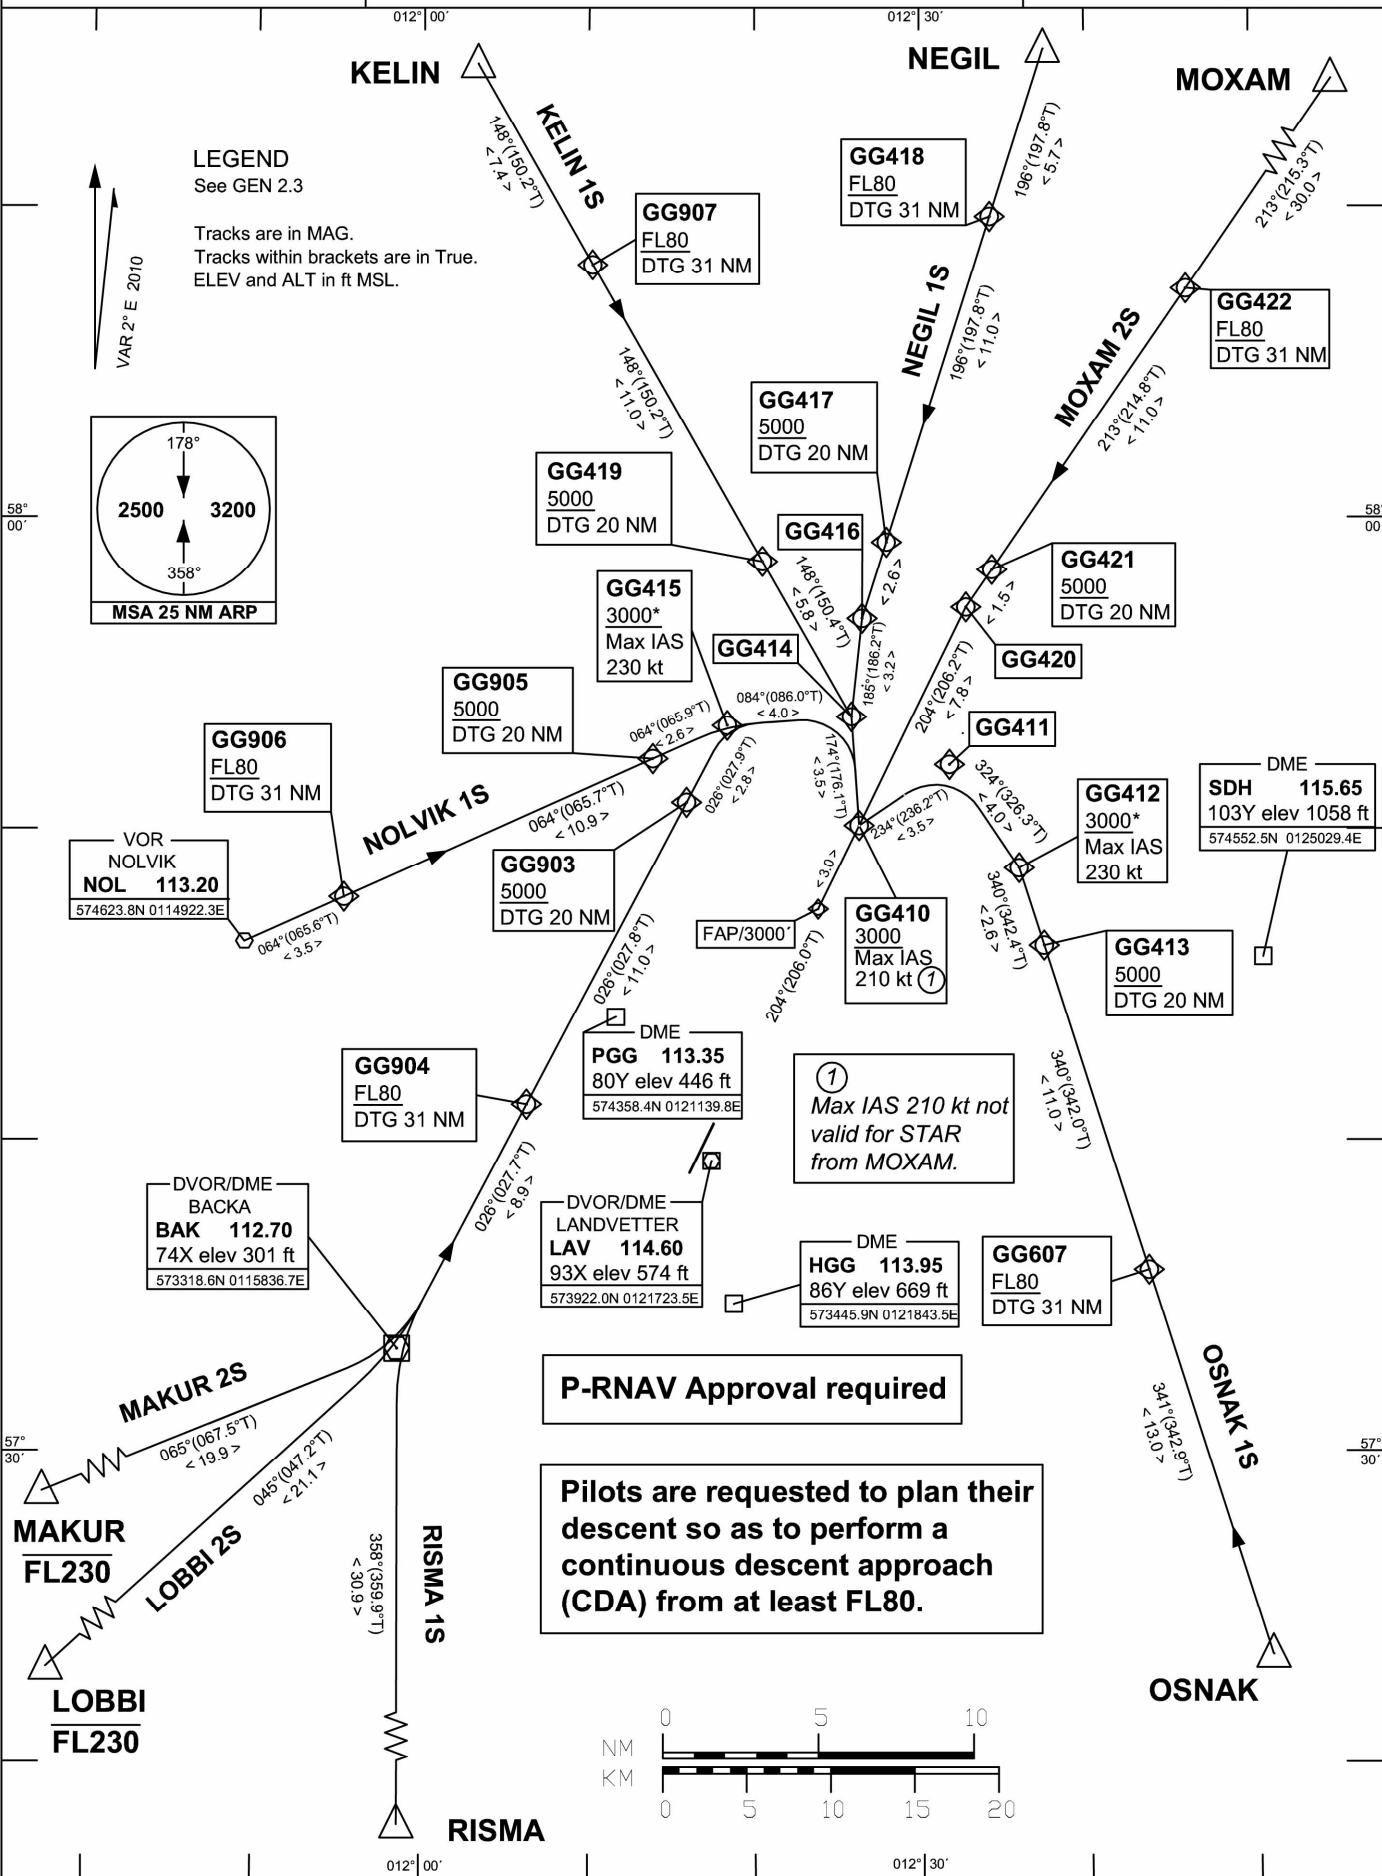 012° 00´
012° 30´
KELIN
NEGIL
MOXAM
LEGEND
See GEN 2.3
Tracks are in MAG.
Tracks within brackets are in True.
ELEV and ALT in ft MSL.
VAR 2° E 2010
178°
2500 3200
358°
MSA 25 NM ARP
148°(150.2°T)
< 7.4 >
KELIN 1S
GG907
FL80
DTG 31 NM
148°(150.2°T)
< 11.0 >
GG418
FL80
DTG 31 NM
196°(197.8°T)
< 5.7 >
NEGIL 1S
196°(197.8°T)
< 11.0 >
213°(215.3°T)
< 30.0 >
GG422
FL80
DTG 31 NM
MOXAM 2S
213°(214.8°T)
< 11.0 >
GG417
5000
DTG 20 NM
GG419
5000
DTG 20 NM
58°
00´
58°
00´
GG416
148°(150.4°T)
< 5.8 >
< 2.6 >
GG421
5000
DTG 20 NM
< 1.5 >
GG415
3000*
Max IAS
230 kt
GG414
185°(186.2°T)
< 3.2 >
GG420
204°(206.2°T)
< 7.8 >
GG905
5000
DTG 20 NM
064°(065.9°T)
< 2.6 >
084°(086.0°T)
< 4.0 >
GG411
GG906
FL80
DTG 31 NM
NOLVIK 1S
064°(065.7°T)
< 10.9 >
026°(027.9°T)
< 2.8 >
174°(176.1°T)
< 3.5 >
324°(326.3°T)
< 4.0 >
234°(236.2°T)
< 3.5 >
GG412
3000*
Max IAS
230 kt
DME
SDH 115.65
103Y elev 1058 ft
574552.5N 0125029.4E
VOR
NOLVIK
NOL 113.20
574623.8N 0114922.3E
064°(065.6°T)
< 3.5 >
GG903
5000
DTG 20 NM
< 3.0 >
FAP/3000´
204°(206.0°T)
GG410
3000
Max IAS
210 kt 1
340°(342.4°T)
< 2.6 >
GG413
5000
DTG 20 NM
026°(027.8°T)
< 11.0 >
DME
PGG 113.35
80Y elev 446 ft
574358.4N 0121139.8E
GG904
FL80
DTG 31 NM
1
Max IAS 210 kt not
valid for STAR
from MOXAM.
340°(342.0°T)
< 11.0 >
026°(027.7°T)
< 8.9 >
DVOR/DME
BACKA
BAK 112.70
74X elev 301 ft
573318.6N 0115836.7E
DVOR/DME
LANDVETTER
LAV 114.60
93X elev 574 ft
573922.0N 0121723.5E
DME
HGG 113.95
86Y elev 669 ft
573445.9N 0121843.5E
GG607
FL80
DTG 31 NM
P-RNAV Approval required
MAKUR 2S
065°(067.5°T)
< 19.9 >
341°(342.9°T)
< 13.0 >
OSNAK 1S
57°
30´
57°
30´
045°(047.2°T)
< 21.1 >
MAKUR
FL230
LOBBI 2S
358°(359.9°T)
< 30.9 >
RISMA 1S
Pilots are requested to plan their
descent so as to perform a
continuous descent approach
(CDA) from at least FL80.
LOBBI
FL230
OSNAK
0 5 10
NM
KM
0 5 10 15 20
RISMA
012° 00´
012° 30´